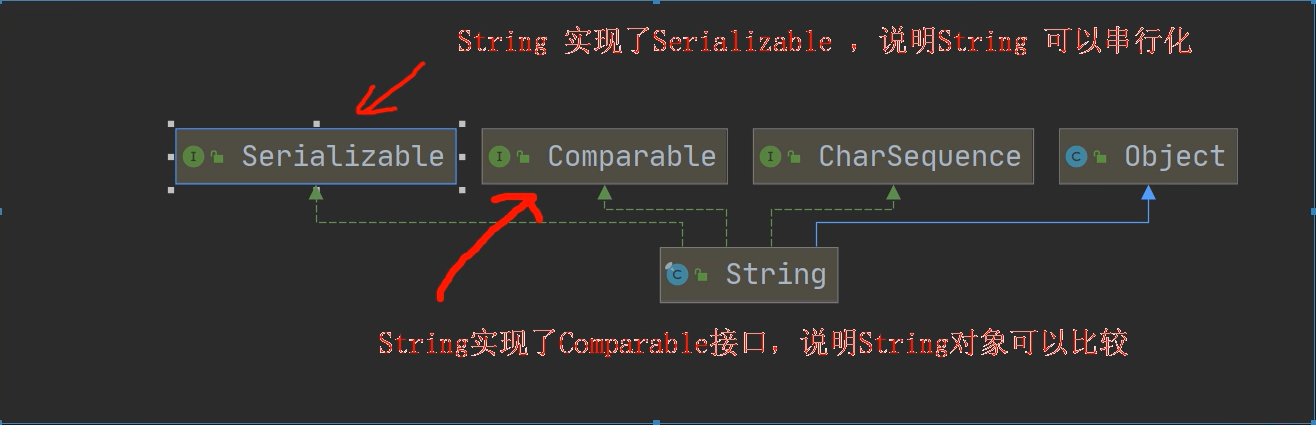 String 实现了Serializable ，说明String 可以串行化
Serializable
Comparable
CharSequence
Object
String
String实现了Comparable接口，说明String对象可以比较